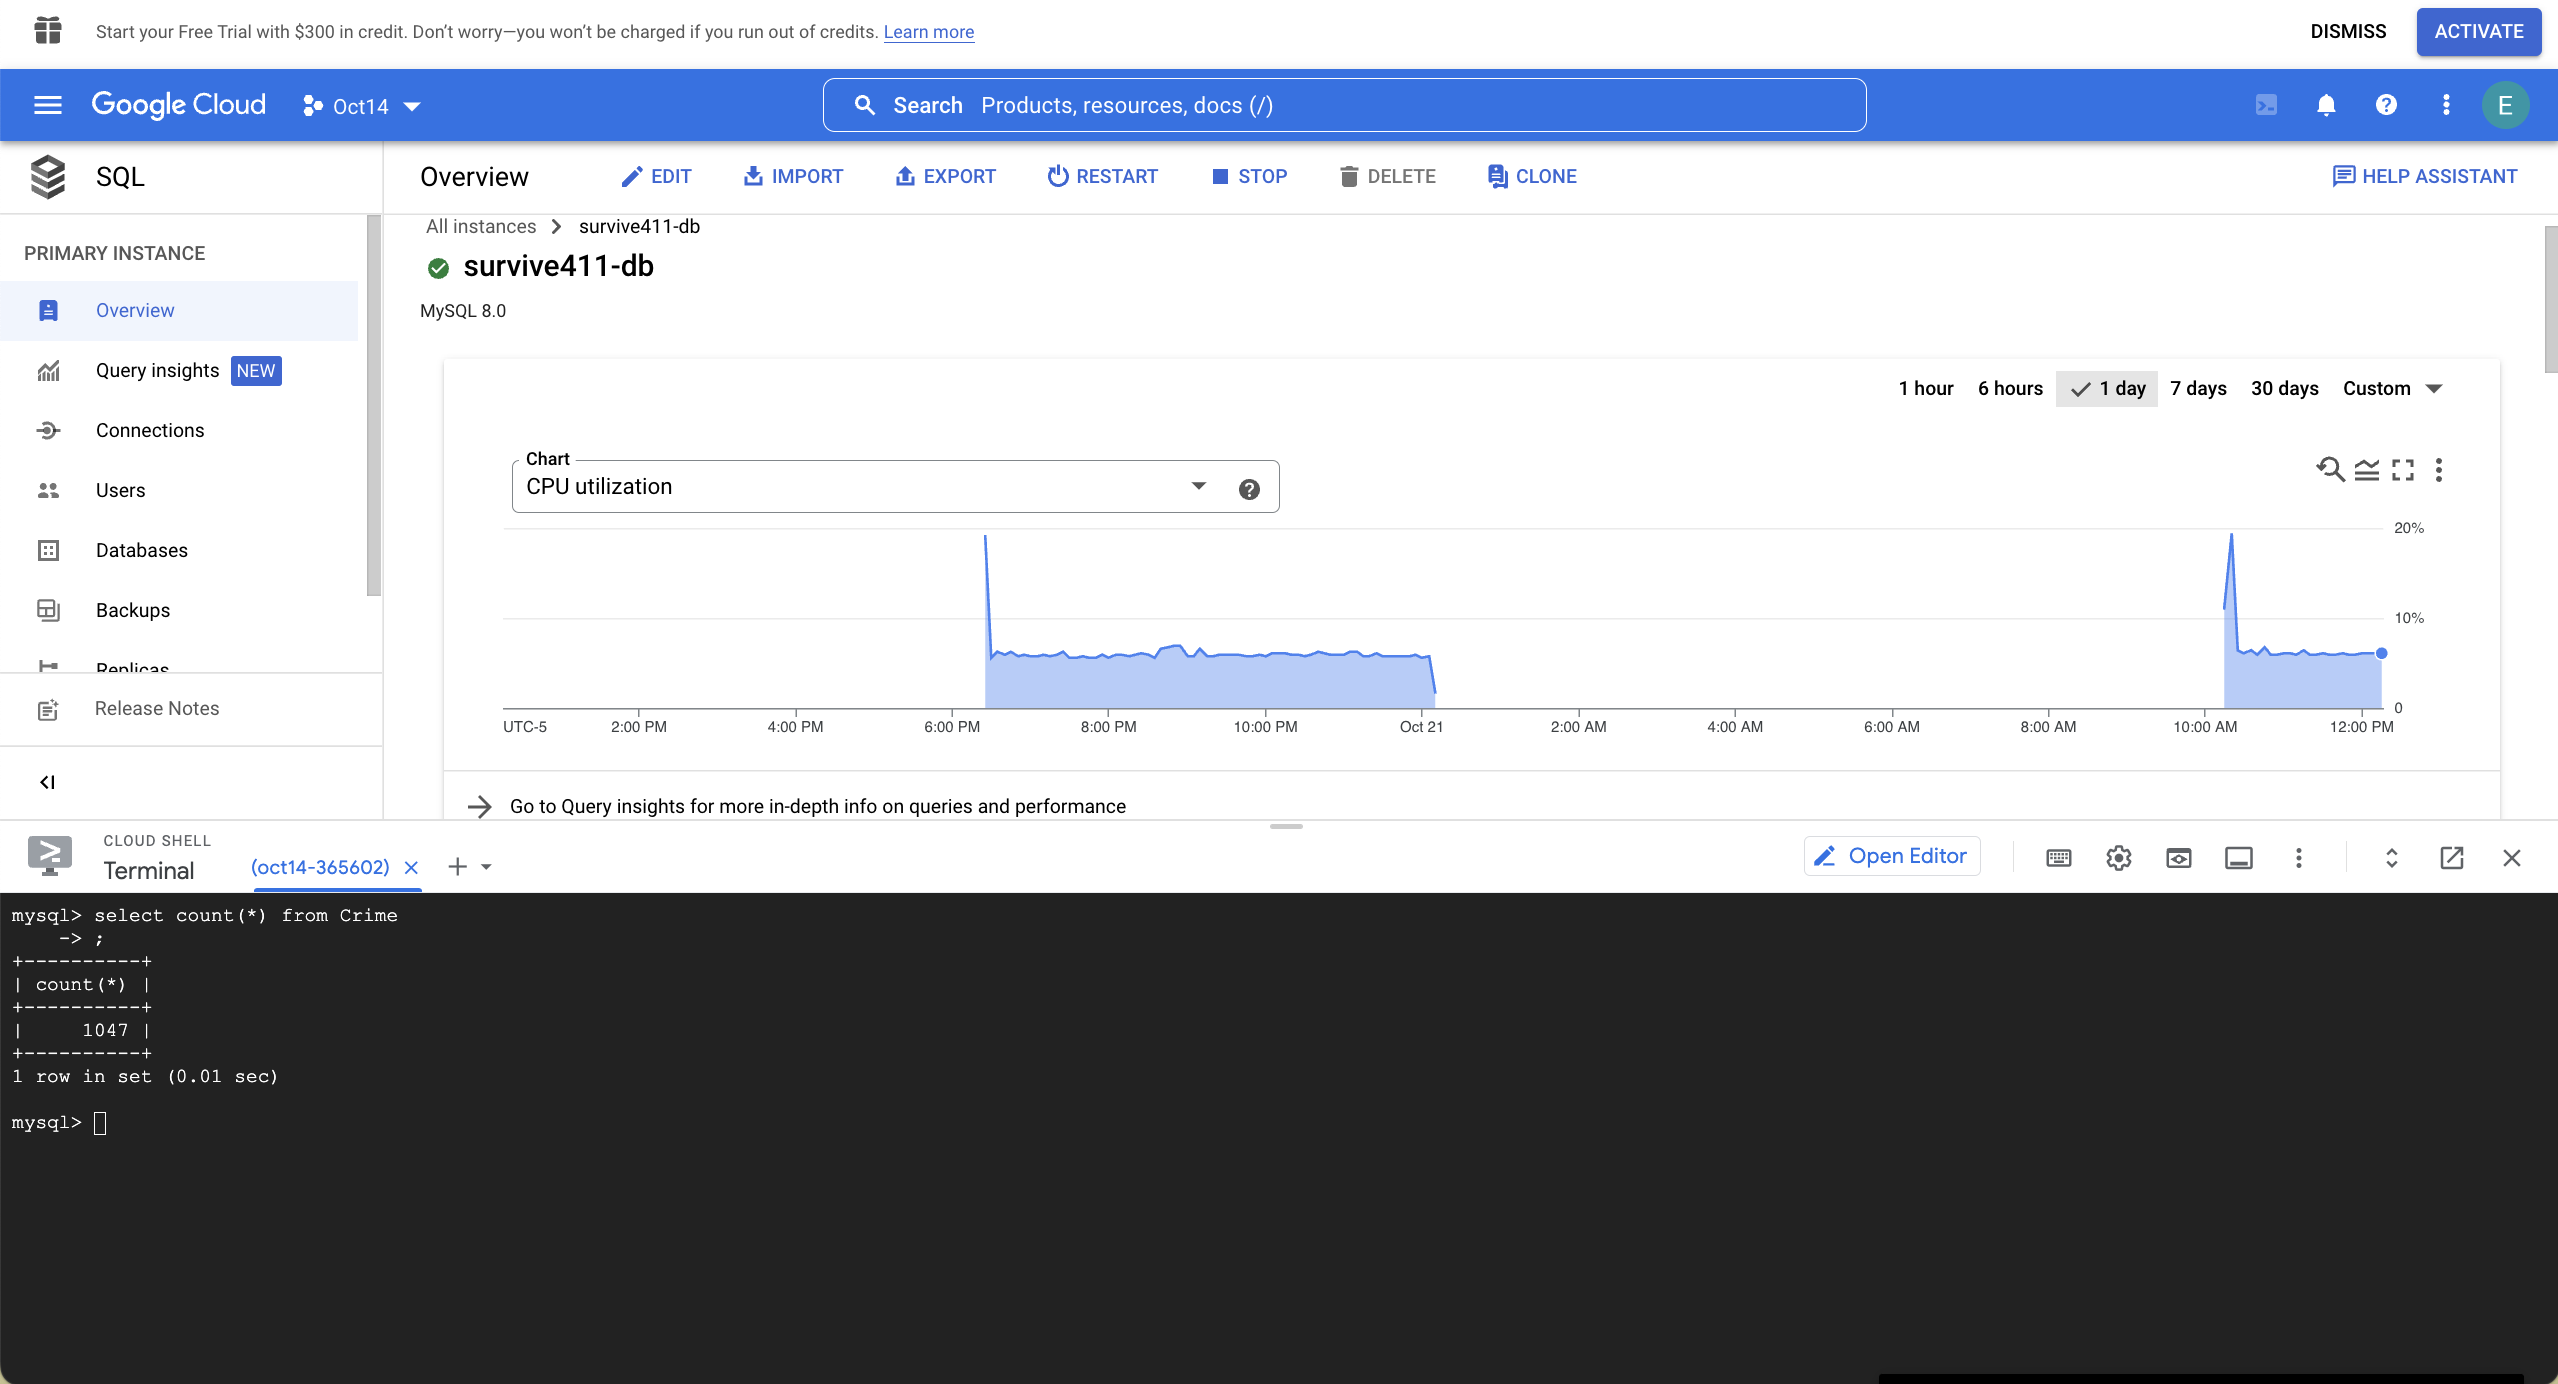 Start your Free Trial with $300 in credit. Don’t worry—you won’t be charged if you run out of credits. Learn more
DISMISS
ACTIVATE
Google Cloud
Oct14
Search Products, resources, docs (/)
E
SQL
Overview
EDIT
IMPORT
EXPORT
RESTART
STOP
DELETE
CLONE
HELP ASSISTANT
PRIMARY INSTANCE
Overview
Query insights NEW
Connections
Users
Databases
Backups
Replicas
Release Notes
All instances > survive411-db
survive411-db
MySQL 8.0
1 hour 6 hours 1 day 7 days 30 days Custom
Chart
CPU utilization
20%
10%
0
UTC-5 2:00 PM 4:00 PM 6:00 PM 8:00 PM 10:00 PM Oct 21 2:00 AM 4:00 AM 6:00 AM 8:00 AM 10:00 AM 12:00 PM
Go to Query insights for more in-depth info on queries and performance
CLOUD SHELL
Terminal
(oct14-365602)
Open Editor
mysql> select count(*) from Crime
    -> ;
+----------+
| count(*) |
+----------+
|     1047 |
+----------+
1 row in set (0.01 sec)
mysql>